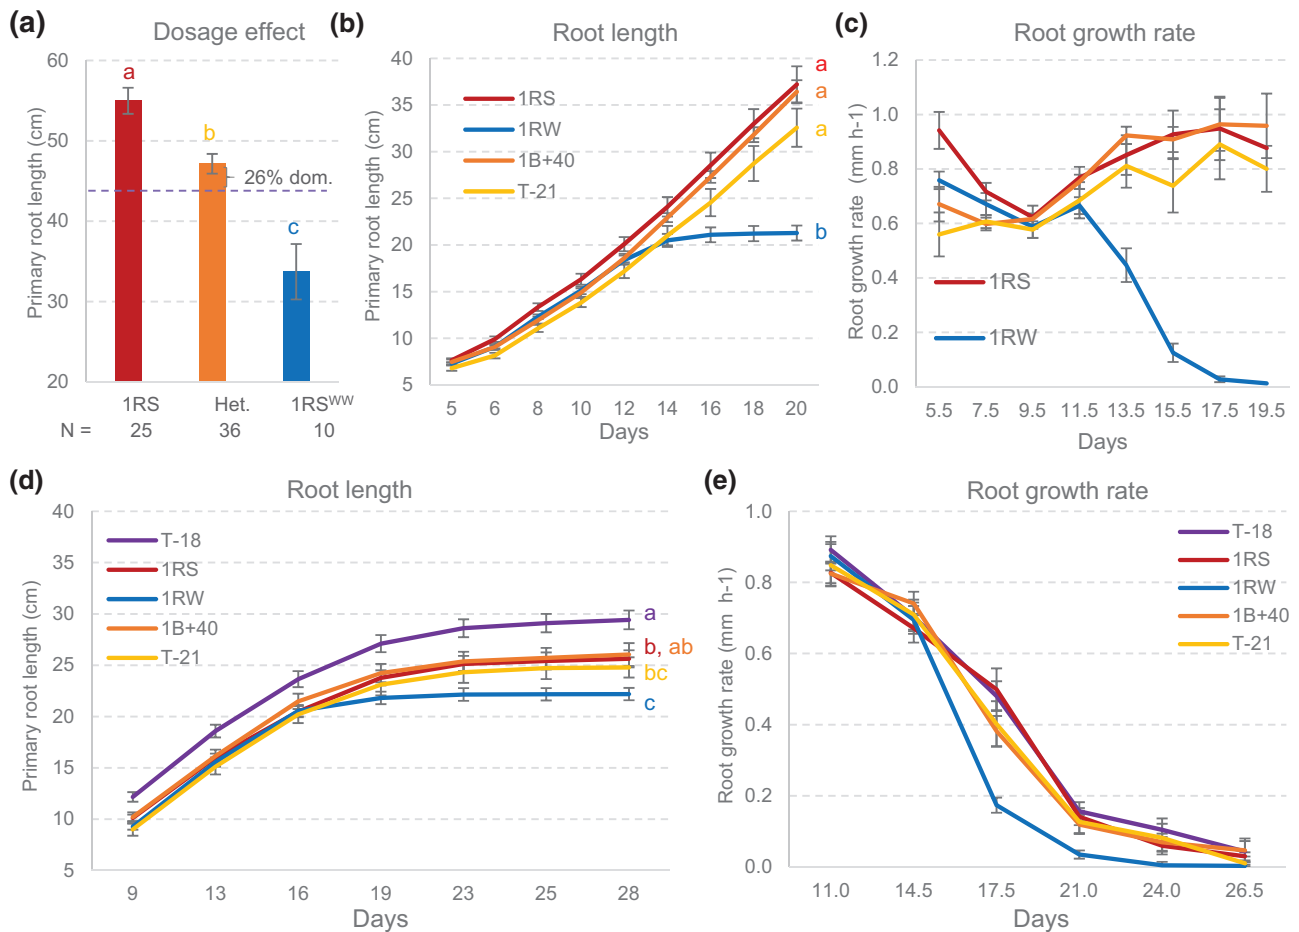 (a)
Dosage effect
Primary root length (cm)
60
50
40
30
20
a
b
c
26% dom.
1RS Het. 1RSᵂᵂ
N = 25 36 10
(b)
Root length
Primary root length (cm)
40
35
30
25
20
15
10
5
1RS
1RW
1B+40
T-21
a
a
a
b
5 6 8 10 12 14 16 18 20
Days
(c)
Root growth rate
Root growth rate (mm h-1)
1.2
1.0
0.8
0.6
0.4
0.2
0.0
1RS
1RW
5.5 7.5 9.5 11.5 13.5 15.5 17.5 19.5
Days
(d)
Root length
Primary root length (cm)
40
35
30
25
20
15
10
5
T-18
1RS
1RW
1B+40
T-21
a
b, ab
bc
c
9 13 16 19 23 25 28
Days
(e)
Root growth rate
Root growth rate (mm h-1)
1.0
0.8
0.6
0.4
0.2
0.0
T-18
1RS
1RW
1B+40
T-21
11.0 14.5 17.5 21.0 24.0 26.5
Days